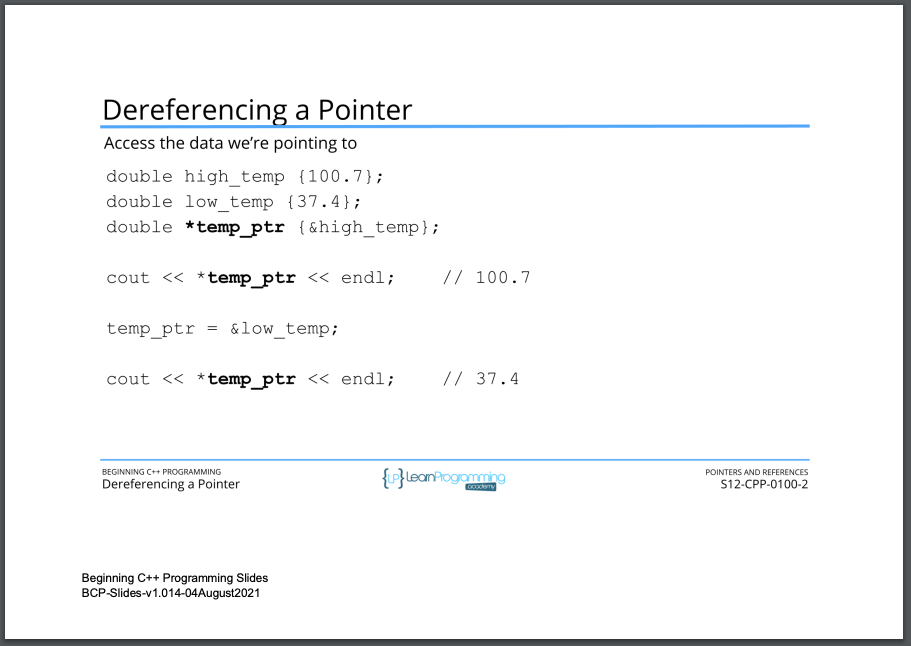 Dereferencing a Pointer
Access the data we're pointing to
double high_temp {100.7};
double low_temp {37.4};
double *temp_ptr {&high_temp};
cout << *temp_ptr << endl;    // 100.7
temp_ptr = &low_temp;
cout << *temp_ptr << endl;    // 37.4
BEGINNING C++ PROGRAMMING
Dereferencing a Pointer
{LP}LearnProgramming
academy
POINTERS AND REFERENCES
S12-CPP-0100-2
Beginning C++ Programming Slides
BCP-Slides-v1.014-04August2021